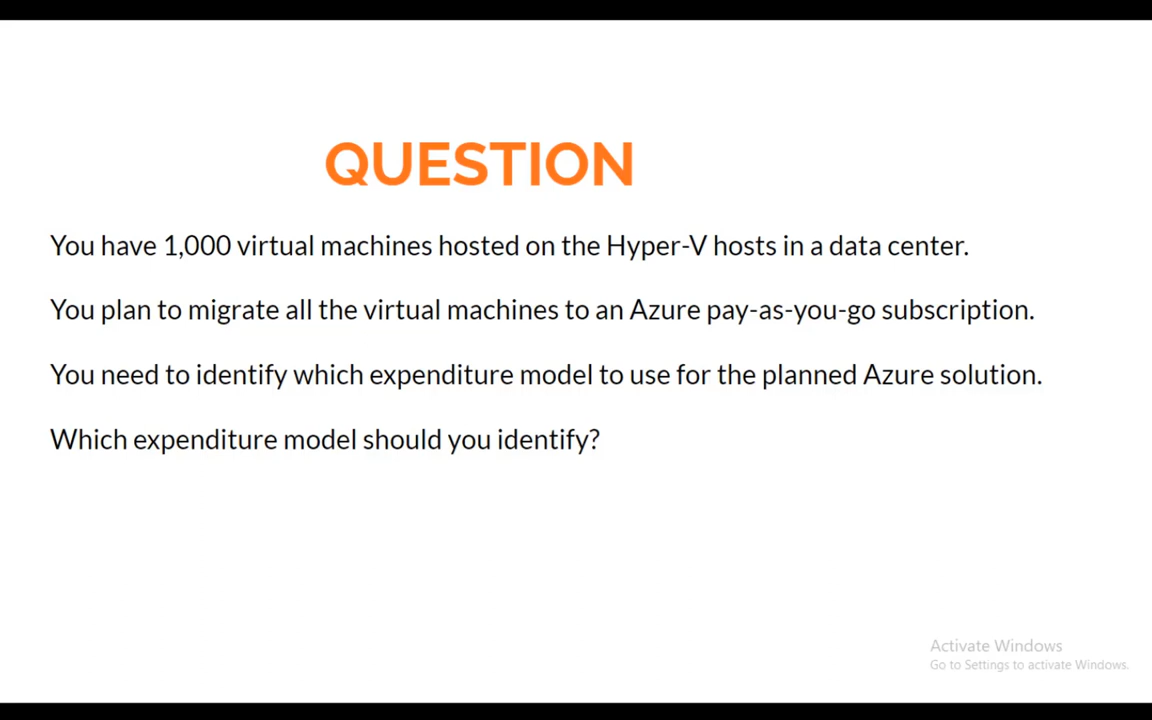 QUESTION
You have 1,000 virtual machines hosted on the Hyper-V hosts in a data center.
You plan to migrate all the virtual machines to an Azure pay-as-you-go subscription.
You need to identify which expenditure model to use for the planned Azure solution.
Which expenditure model should you identify?
Activate Windows
Go to Settings to activate Windows.